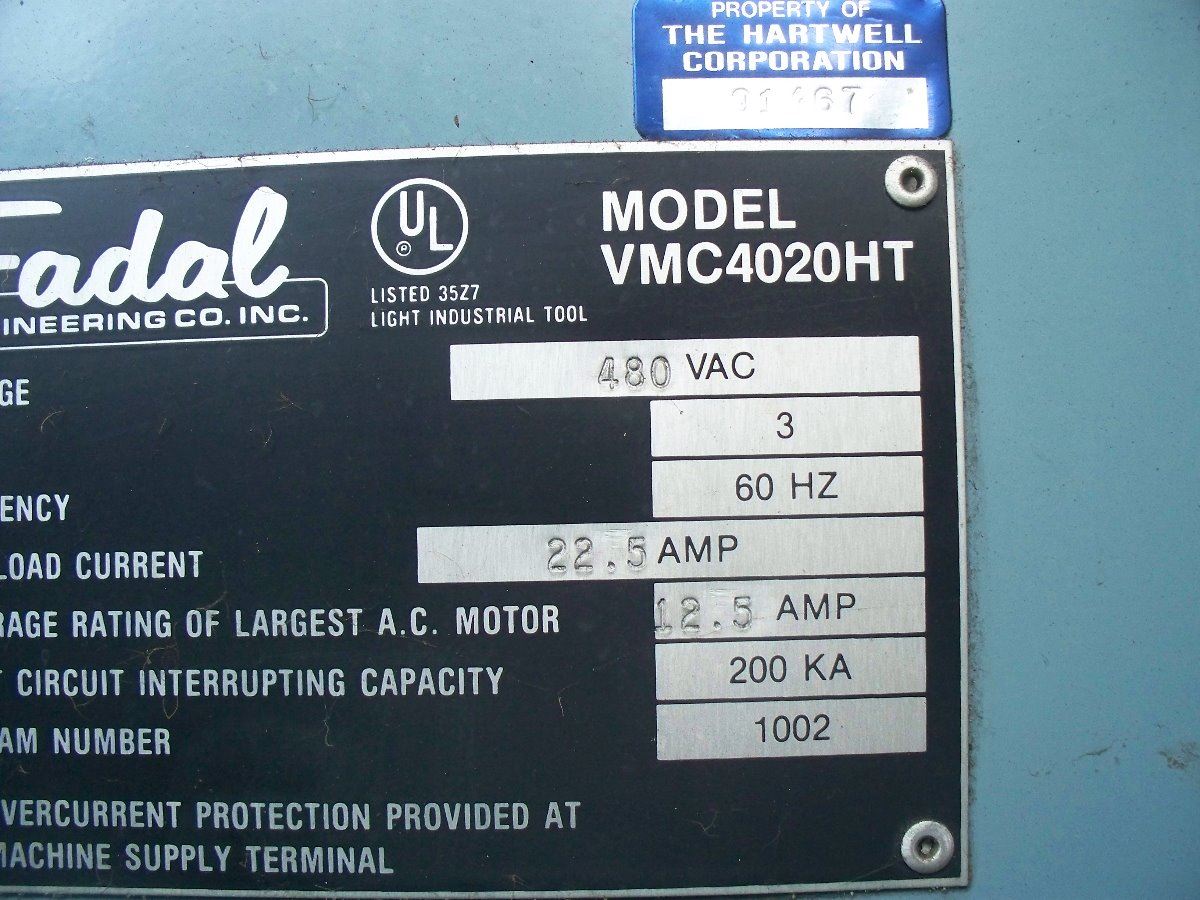 PROPERTY OF
THE HARTWELL
CORPORATION
Fadal
INEERING CO. INC.
UL
R
LISTED 35Z7
LIGHT INDUSTRIAL TOOL
MODEL
VMC4020HT
GE 480 VAC
3
ENCY 60 HZ
LOAD CURRENT 22.5 AMP
RAGE RATING OF LARGEST A.C. MOTOR 12.5 AMP
T CIRCUIT INTERRUPTING CAPACITY 200 KA
AM NUMBER 1002
VERCURRENT PROTECTION PROVIDED AT
MACHINE SUPPLY TERMINAL